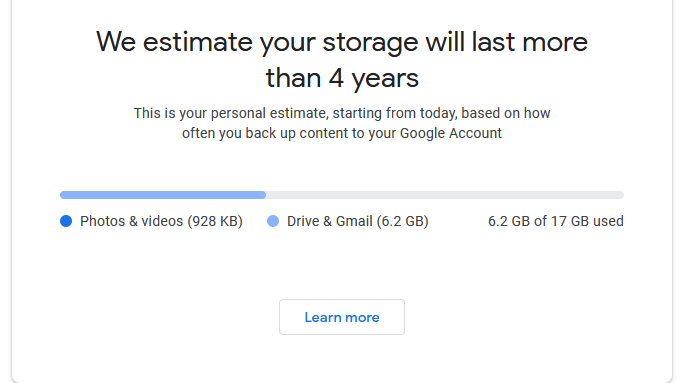 We estimate your storage will last more
than 4 years
This is your personal estimate, starting from today, based on how
often you back up content to your Google Account
Photos & videos (928 KB) Drive & Gmail (6.2 GB) 6.2 GB of 17 GB used
Learn more